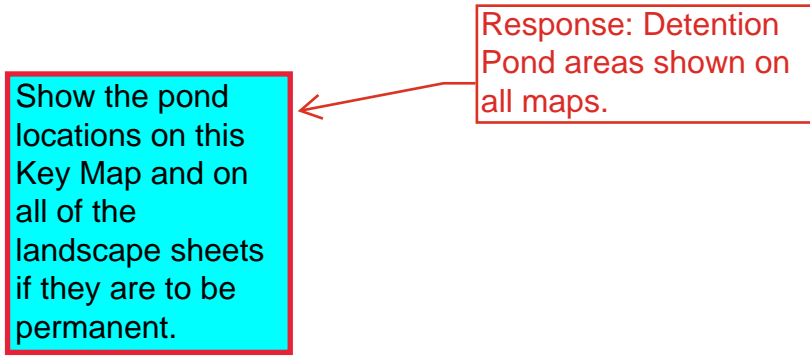 Show the pond
locations on this
Key Map and on
all of the
landscape sheets
if they are to be
permanent.
Response: Detention
Pond areas shown on
all maps.